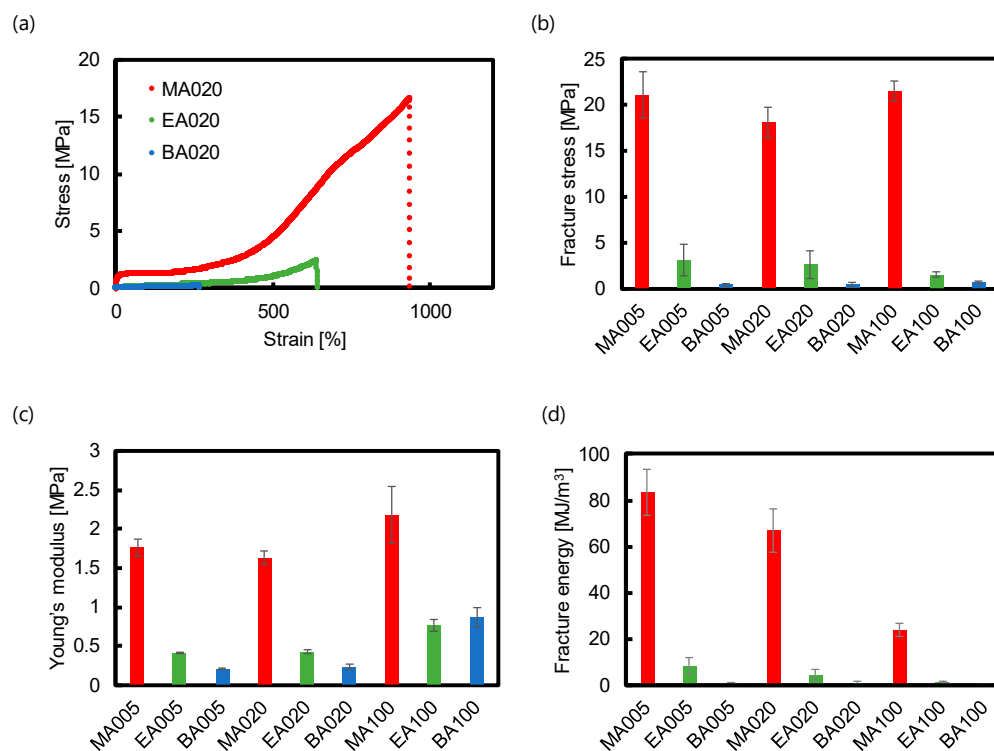 (a)
20
15
10
5
0
Stress [MPa]
MA020
EA020
BA020
0 500 1000
Strain [%]
(b)
25
20
15
10
5
0
Fracture stress [MPa]
MA005 EA005 BA005 MA020 EA020 BA020 MA100 EA100 BA100
(c)
3
2.5
2
1.5
1
0.5
0
Young's modulus [MPa]
MA005 EA005 BA005 MA020 EA020 BA020 MA100 EA100 BA100
(d)
100
80
60
40
20
0
Fracture energy [MJ/m³]
MA005 EA005 BA005 MA020 EA020 BA020 MA100 EA100 BA100